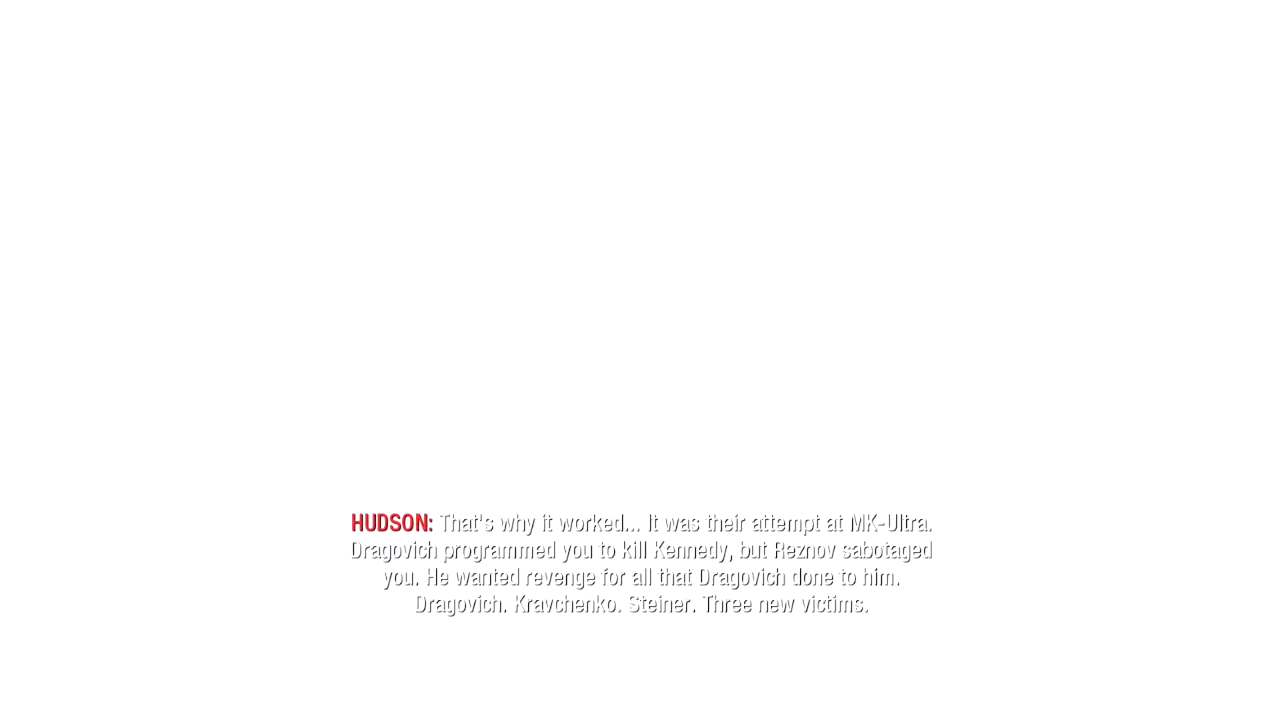 HUDSON: That's why it worked... It was their attempt at MK-Ultra.
Dragovich programmed you to kill Kennedy, but Reznov sabotaged
you. He wanted revenge for all that Dragovich done to him.
Dragovich. Kravchenko. Steiner. Three new victims.